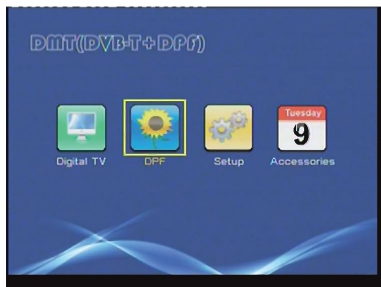 DMT(DVB-T+DPF)
Tuesday
9
Digital TV
DPF
Setup
Accessories